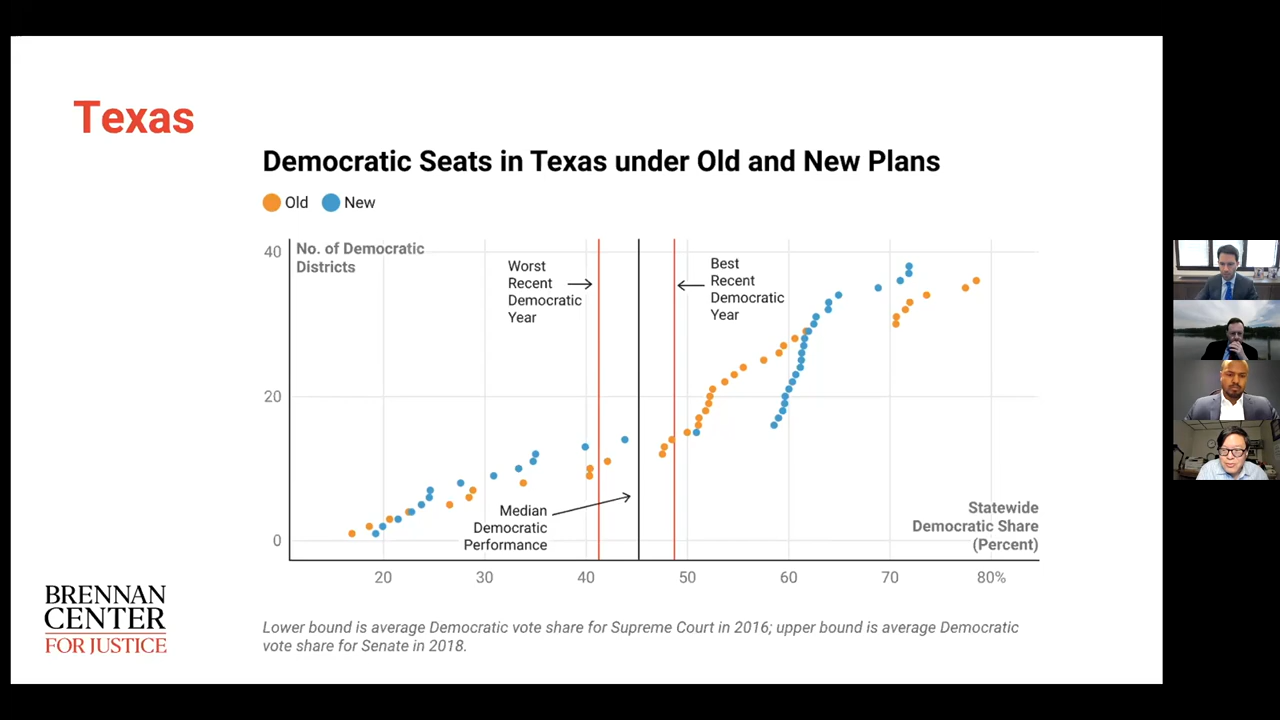 Texas
Democratic Seats in Texas under Old and New Plans
Old New
40
No. of Democratic
Districts
Worst
Recent
Democratic
Year
Best
Recent
Democratic
Year
20
Median
Democratic
Performance
Statewide
Democratic Share
(Percent)
0
20 30 40 50 60 70 80%
BRENNAN
CENTER
FOR JUSTICE
Lower bound is average Democratic vote share for Supreme Court in 2016; upper bound is average Democratic
vote share for Senate in 2018.